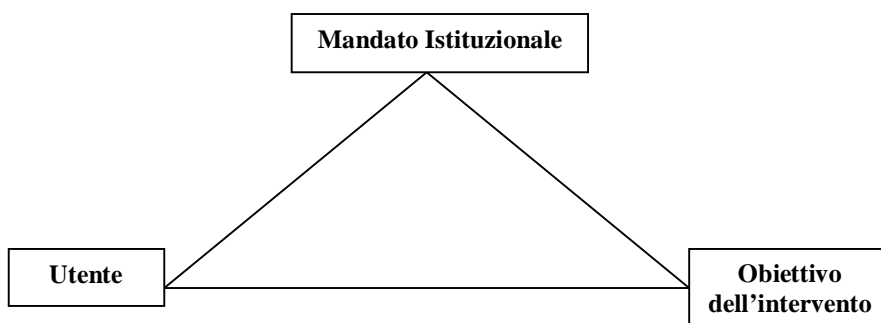 Mandato Istituzionale
Utente
Obiettivo
dell’intervento